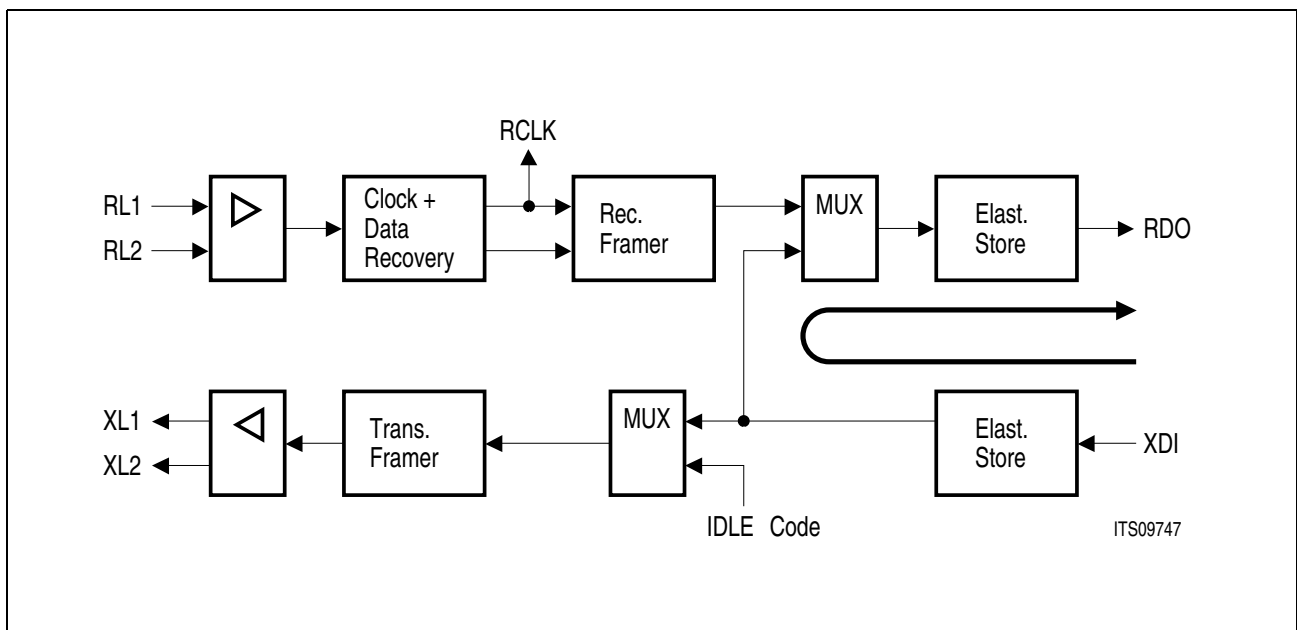 RCLK
RL1
RL2
Clock +
Data
Recovery
Rec.
Framer
MUX
Elast.
Store
RDO
XL1
XL2
Trans.
Framer
MUX
Elast.
Store
XDI
IDLE Code
ITS09747